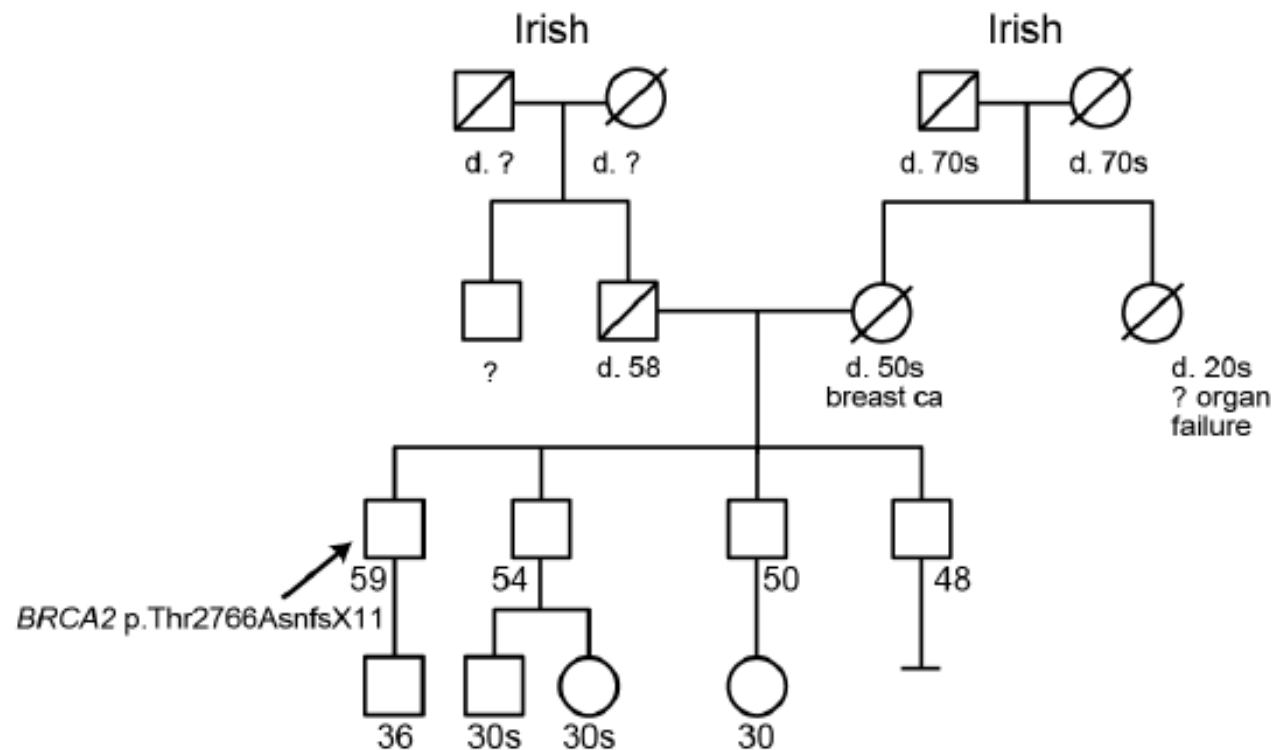 Irish
Irish
d. ?
d. ?
d. 70s
d. 70s
?
d. 58
d. 50s
breast ca
d. 20s
? organ
failure
59
54
50
48
BRCA2 p.Thr2766AsnfsX11
36
30s
30s
30